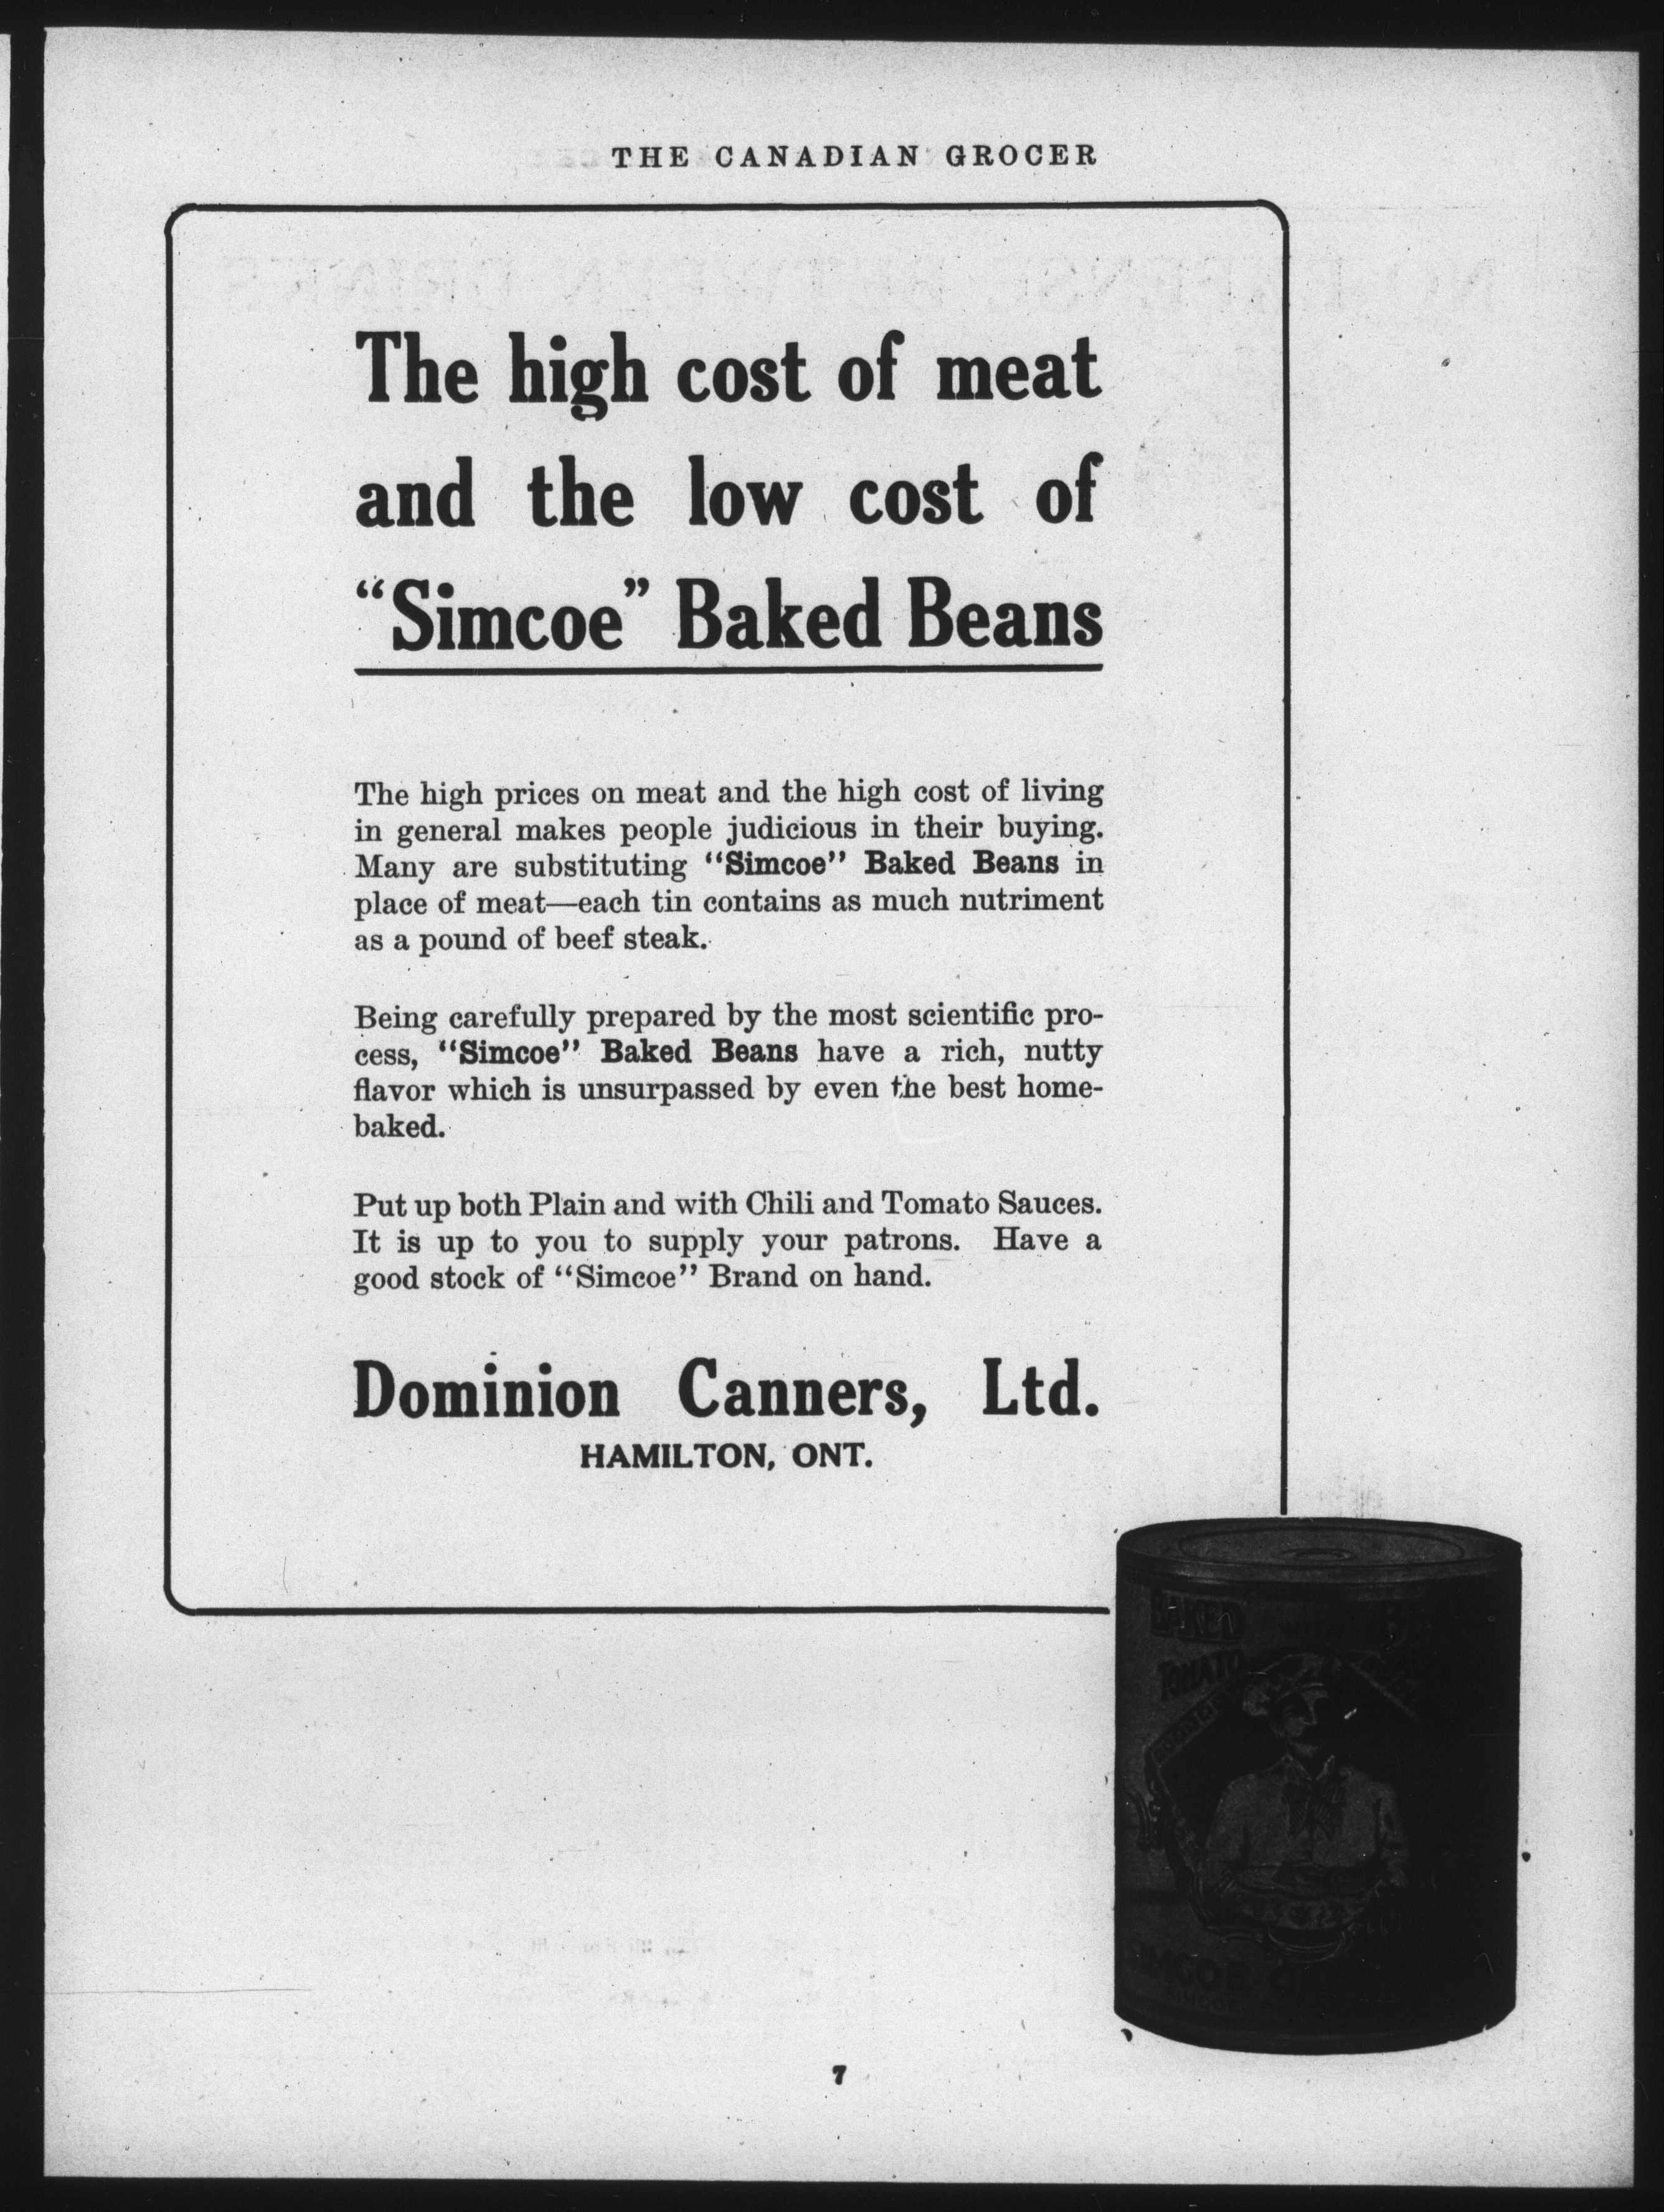 THE CANADIAN GROCER
The high cost of meat
and the low cost of
“Simcoe” Baked Beans
The high prices on meat and the high cost of living
in general makes people judicious in their buying.
Many are substituting “Simcoe” Baked Beans in
place of meat—each tin contains as much nutriment
as a pound of beef steak.
Being carefully prepared by the most scientific pro-
cess, “Simcoe” Baked Beans have a rich, nutty
flavor which is unsurpassed by even the best home-
baked.
Put up both Plain and with Chili and Tomato Sauces.
It is up to you to supply your patrons. Have a
good stock of “Simcoe” Brand on hand.
Dominion Canners, Ltd.
HAMILTON, ONT.
BAKED
TOMATO
SIMCOE
7